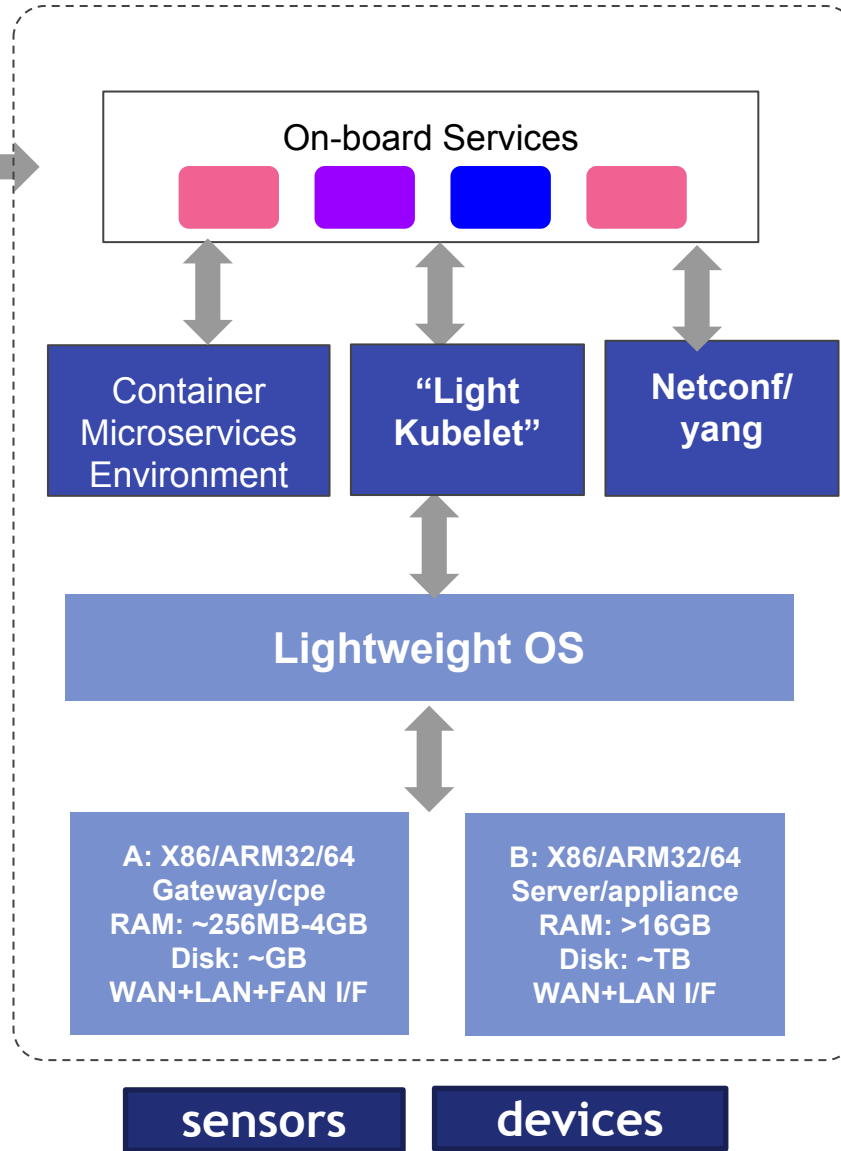 On-board Services
Container
Microservices
Environment
“Light
Kubelet”
Netconf/
yang
Lightweight OS
A: X86/ARM32/64
Gateway/cpe
RAM: ~256MB-4GB
Disk: ~GB
WAN+LAN+FAN I/F
B: X86/ARM32/64
Server/appliance
RAM: >16GB
Disk: ~TB
WAN+LAN I/F
sensors
devices